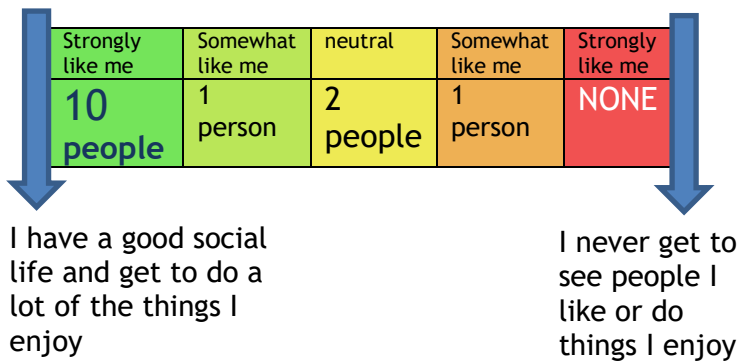 Strongly
like me
Somewhat
like me
neutral
Somewhat
like me
Strongly
like me
10
people
1
person
2
people
1
person
NONE
I have a good social
life and get to do a
lot of the things I
enjoy
I never get to
see people I
like or do
things I enjoy